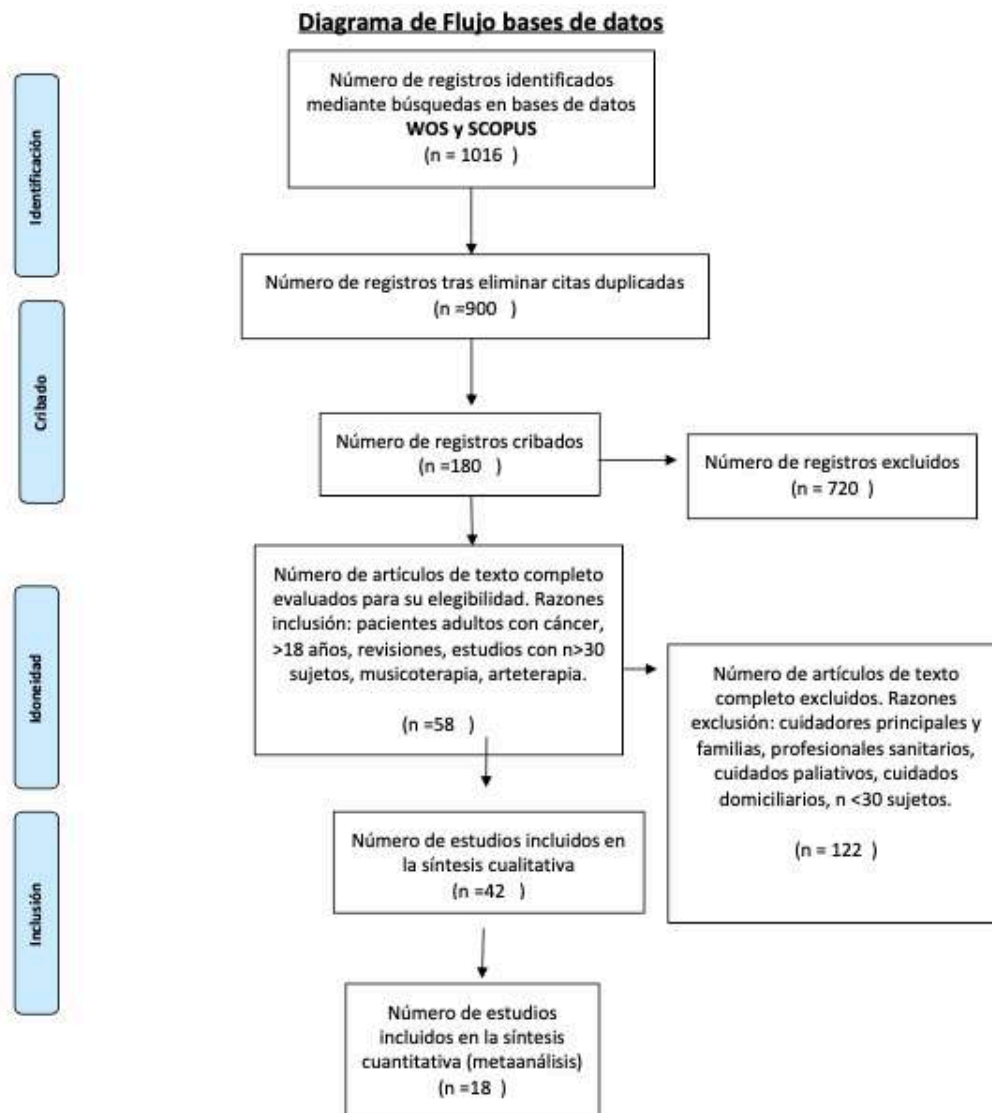 Diagrama de Flujo bases de datos
Identificación
Número de registros identificados
mediante búsquedas en bases de datos
WOS y SCOPUS
(n = 1016 )
Número de registros tras eliminar citas duplicadas
(n =900 )
Cribado
Número de registros cribados
(n =180 )
Número de registros excluidos
(n = 720 )
Idoneidad
Número de artículos de texto completo
evaluados para su elegibilidad. Razones
inclusión: pacientes adultos con cáncer,
>18 años, revisiones, estudios con n>30
sujetos, musicoterapia, arteterapia.
(n =58 )
Número de artículos de texto
completo excluidos. Razones
exclusión: cuidadores principales y
familias, profesionales sanitarios,
cuidados paliativos, cuidados
domiciliarios, n <30 sujetos.
(n = 122 )
Inclusión
Número de estudios incluidos en
la síntesis cualitativa
(n =42 )
Número de estudios
incluidos en la síntesis
cuantitativa (metaanálisis)
(n =18 )